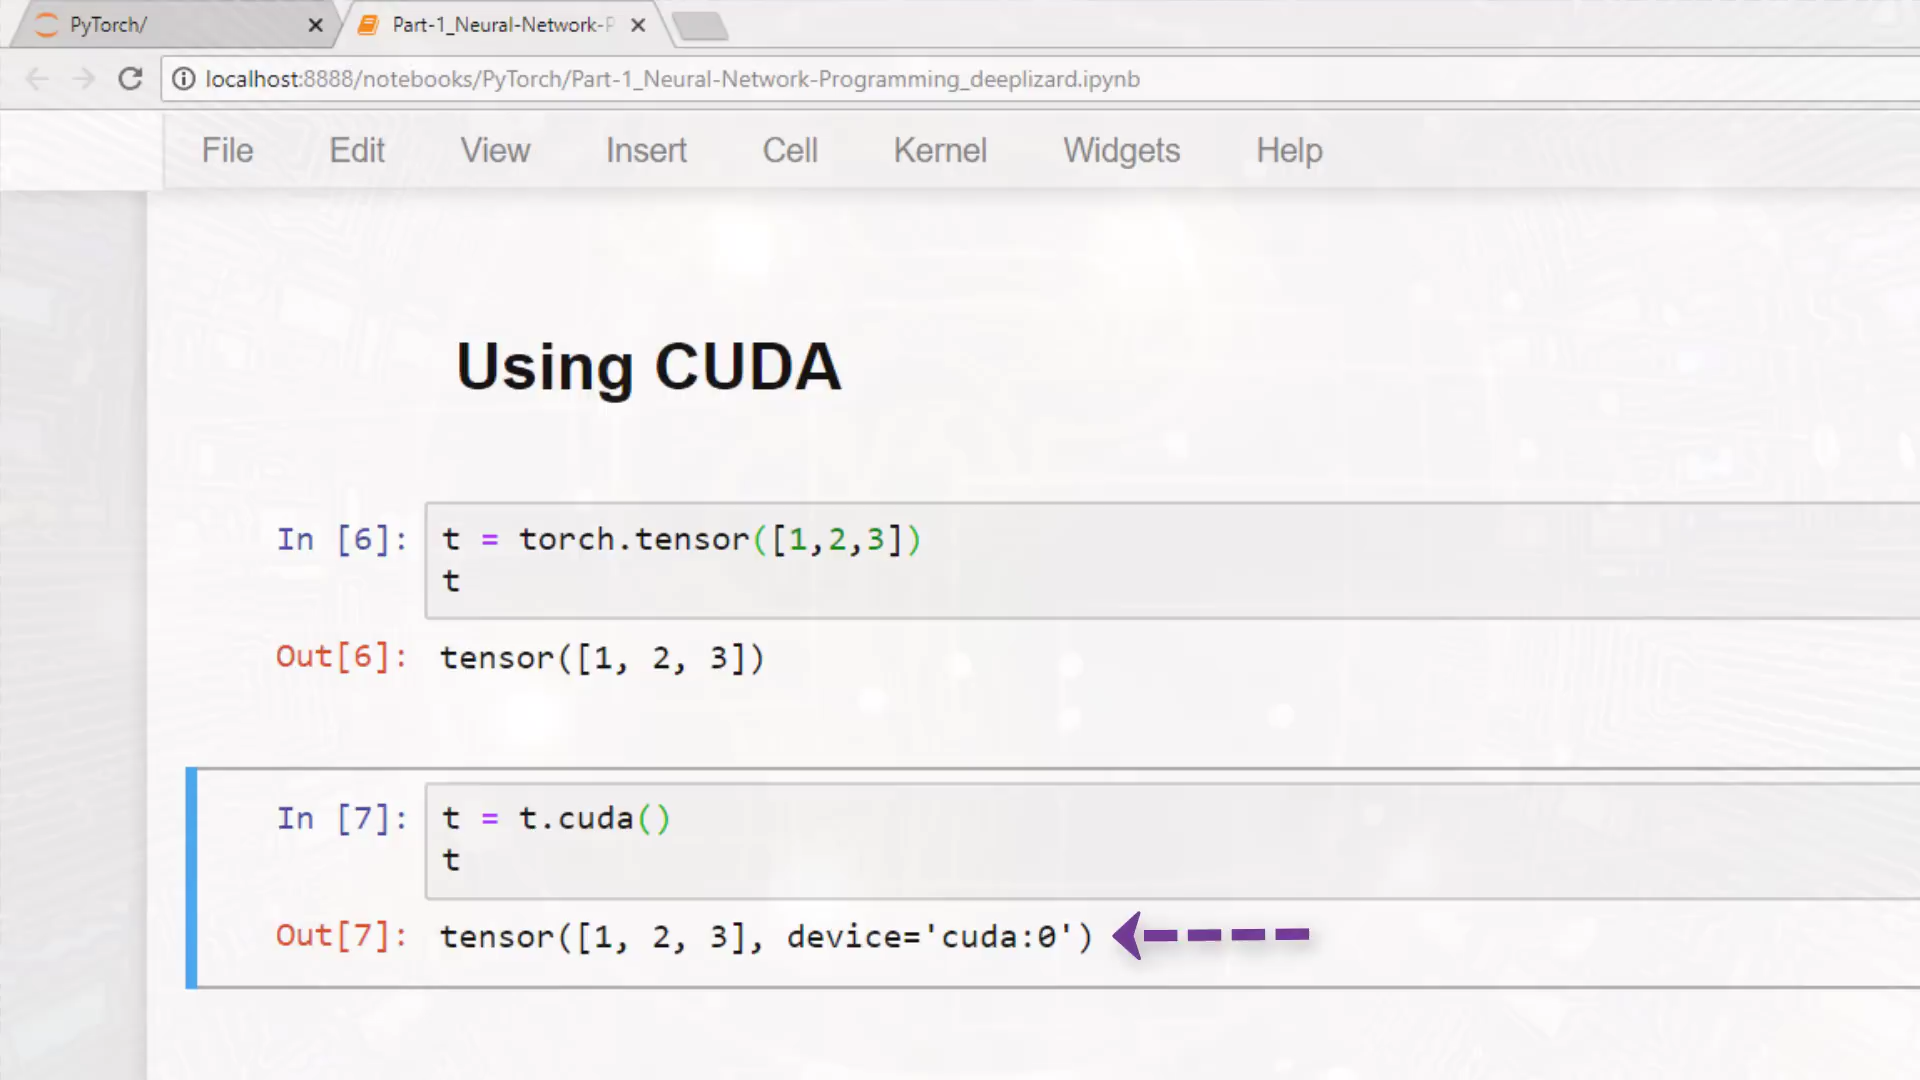 PyTorch/
Part-1_Neural-Network-P
localhost:8888/notebooks/PyTorch/Part-1_Neural-Network-Programming_deeplizard.ipynb
File Edit View Insert Cell Kernel Widgets Help
Using CUDA
In [6]: t = torch.tensor([1,2,3])
t
Out[6]: tensor([1, 2, 3])
In [7]: t = t.cuda()
t
Out[7]: tensor([1, 2, 3], device='cuda:0')